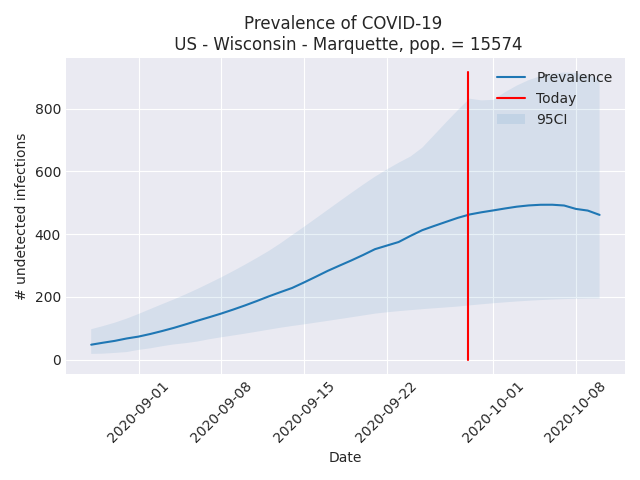 Prevalence of COVID-19
US - Wisconsin - Marquette, pop. = 15574
Prevalence
Today
95CI
# undetected infections
800
600
400
200
0
2020-09-01
2020-09-08
2020-09-15
2020-09-22
2020-10-01
2020-10-08
Date